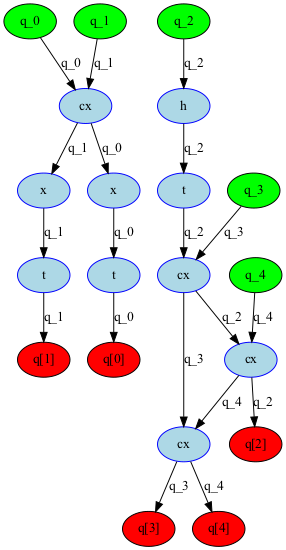 q_0 q_1 q_2
q_0 q_1 q_2
cx h
q_1 q_0 q_2
x x t q_3
q_1 q_0 q_2 q_3
t t cx q_4
q_1 q_0 q_2 q_4
q[1] q[0] q_3 cx
q_4 q_2
cx q[2]
q_3 q_4
q[3] q[4]